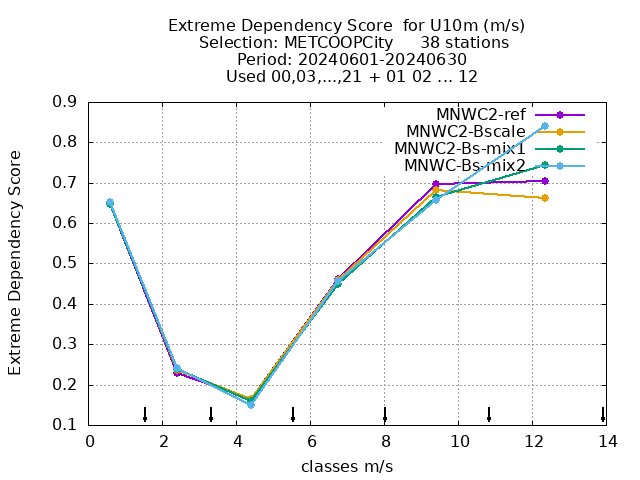 Extreme Dependency Score  for U10m (m/s)
Selection: METCOOPCity     38 stations
Period: 20240601-20240630
Used 00,03,...,21 + 01 02 ... 12
MNWC2-ref
MNWC2-Bscale
MNWC2-Bs-mix1
MNWC-Bs-mix2
Extreme Dependency Score
0.9
0.8
0.7
0.6
0.5
0.4
0.3
0.2
0.1
0 2 4 6 8 10 12 14
classes m/s